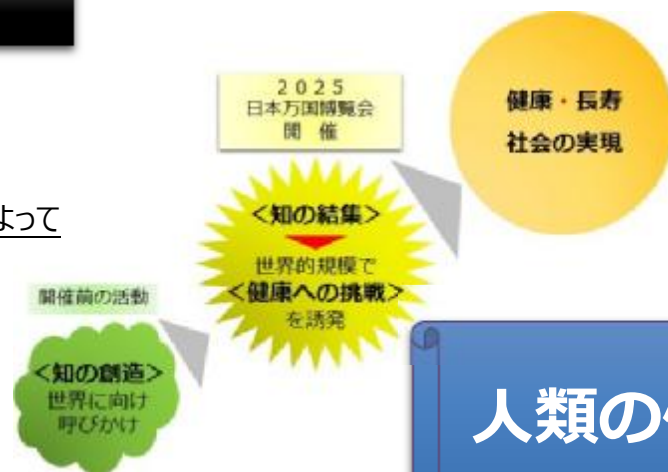 ２０２５
日本万国博覧会
開　催
健康・長寿
社会の実現
よって
＜知の結集＞
世界的規模で
＜健康への挑戦＞
を誘発
開催前の活動
＜知の創造＞
世界に向け
呼びかけ
人類の